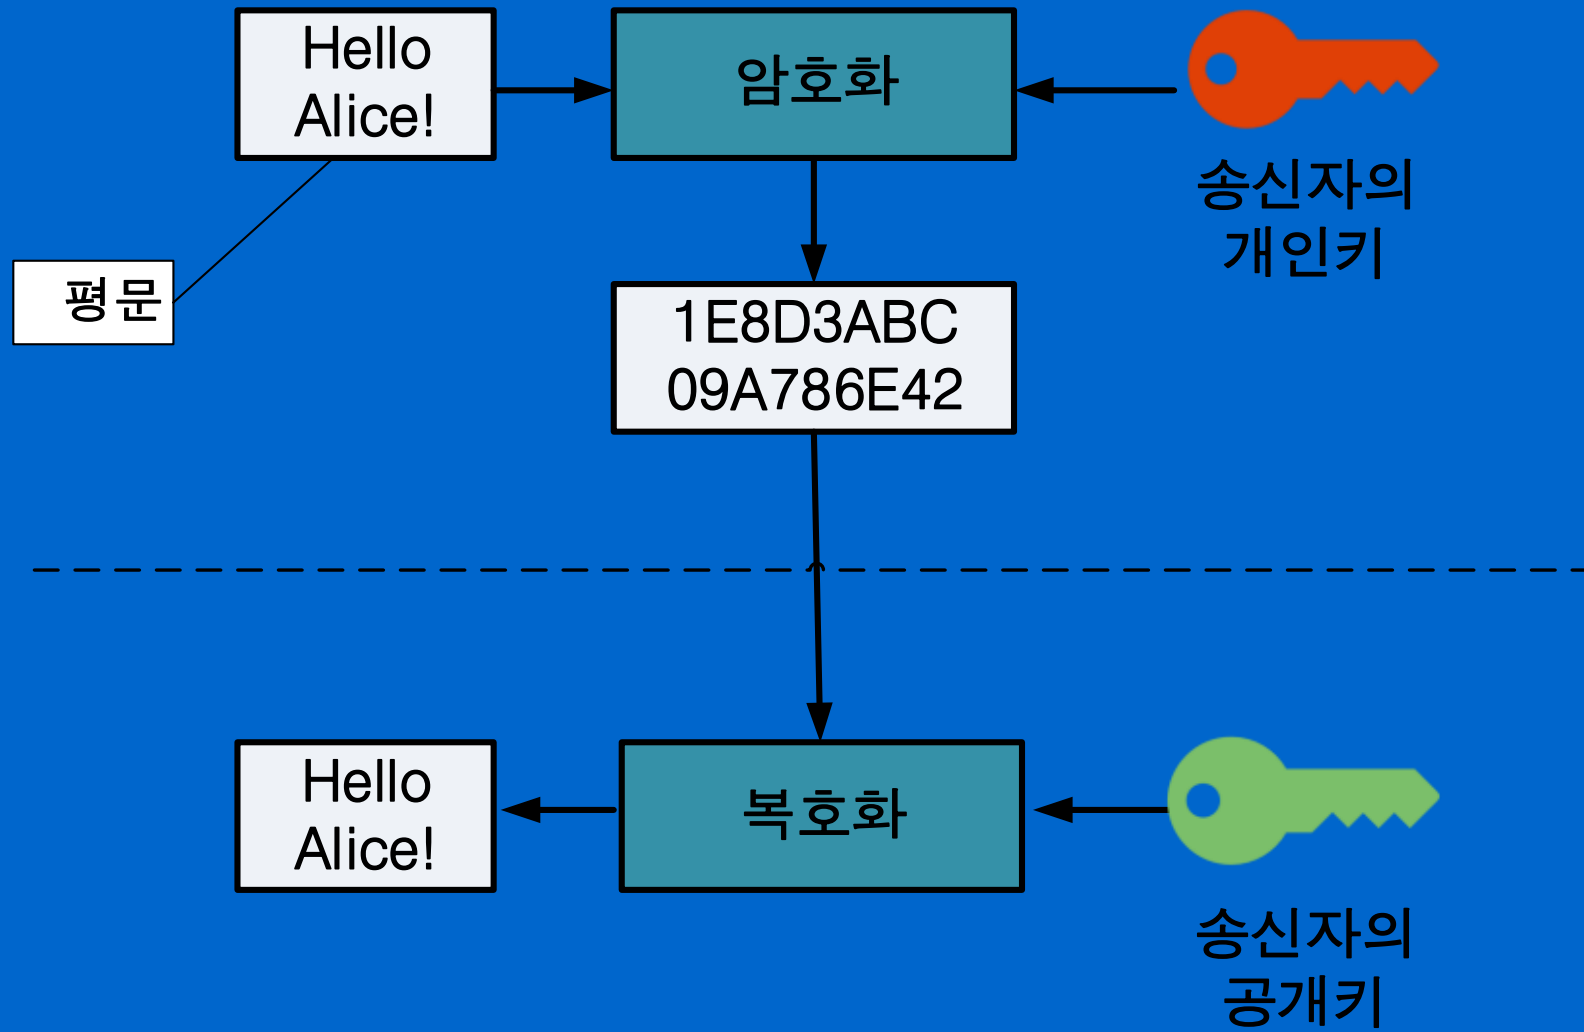 Hello
Alice!
암호화
송신자의
개인키
평문
1E8D3ABC
09A786E42
Hello
Alice!
복호화
송신자의
공개키